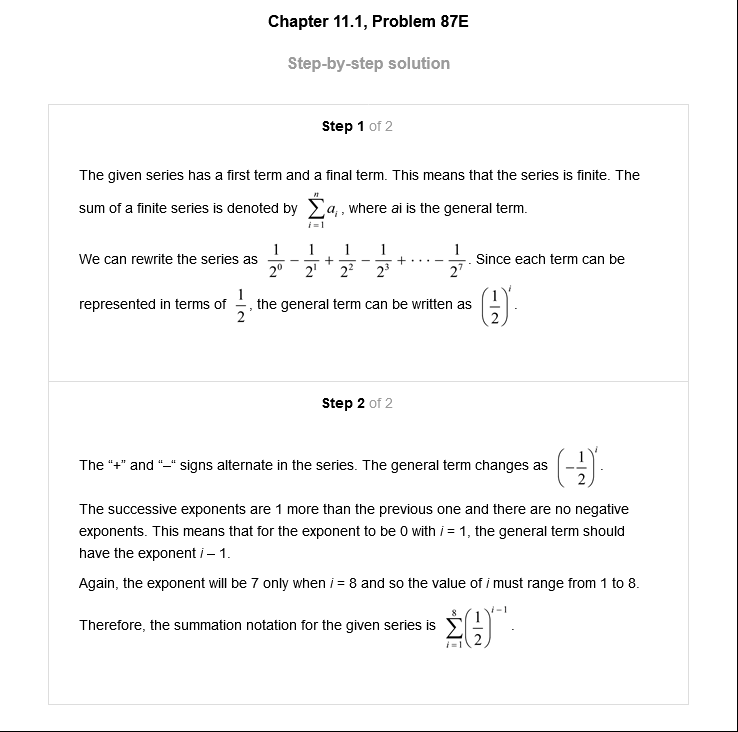 Chapter 11.1, Problem 87E
Step-by-step solution
Step 1 of 2
The given series has a first term and a final term. This means that the series is finite. The
sum of a finite series is denoted by $\sum_{i=1}^{n} a_i$, where ai is the general term.
We can rewrite the series as $\frac{1}{2^0} - \frac{1}{2^1} + \frac{1}{2^2} - \frac{1}{2^3} + \cdots - \frac{1}{2^7}$. Since each term can be
represented in terms of $\frac{1}{2}$, the general term can be written as $\left(\frac{1}{2}\right)^i$.
Step 2 of 2
The “+” and “–“ signs alternate in the series. The general term changes as $\left(-\frac{1}{2}\right)^i$.
The successive exponents are 1 more than the previous one and there are no negative
exponents. This means that for the exponent to be 0 with i = 1, the general term should
have the exponent i – 1.
Again, the exponent will be 7 only when i = 8 and so the value of i must range from 1 to 8.
Therefore, the summation notation for the given series is $\sum_{i=1}^{8} \left(\frac{1}{2}\right)^{i-1}$.